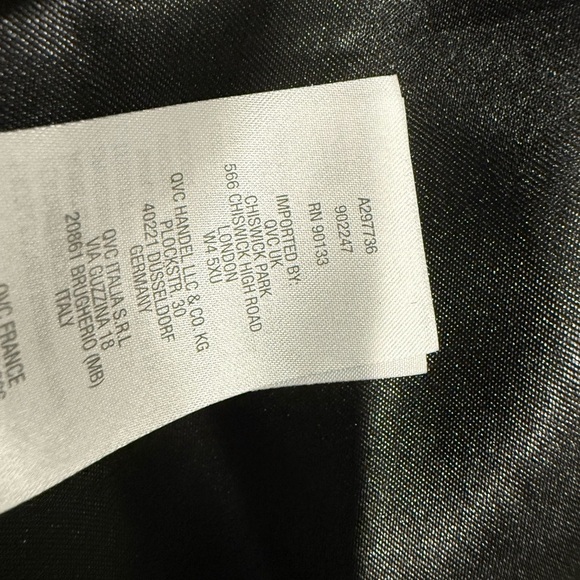 A297736
902247
RN 90133
IMPORTED BY:
QVC UK
CHISWICK PARK
566 CHISWICK HIGH ROAD
LONDON
W4 5XU
QVC HANDEL LLC & CO. KG
PLOCKSTR. 30
40221 DUSSELDORF
GERMANY
QVC ITALIA S.R.L
VIA GUZZINA 18
20861 BRUGHERO (MB)
ITALY
QVC FRANCE